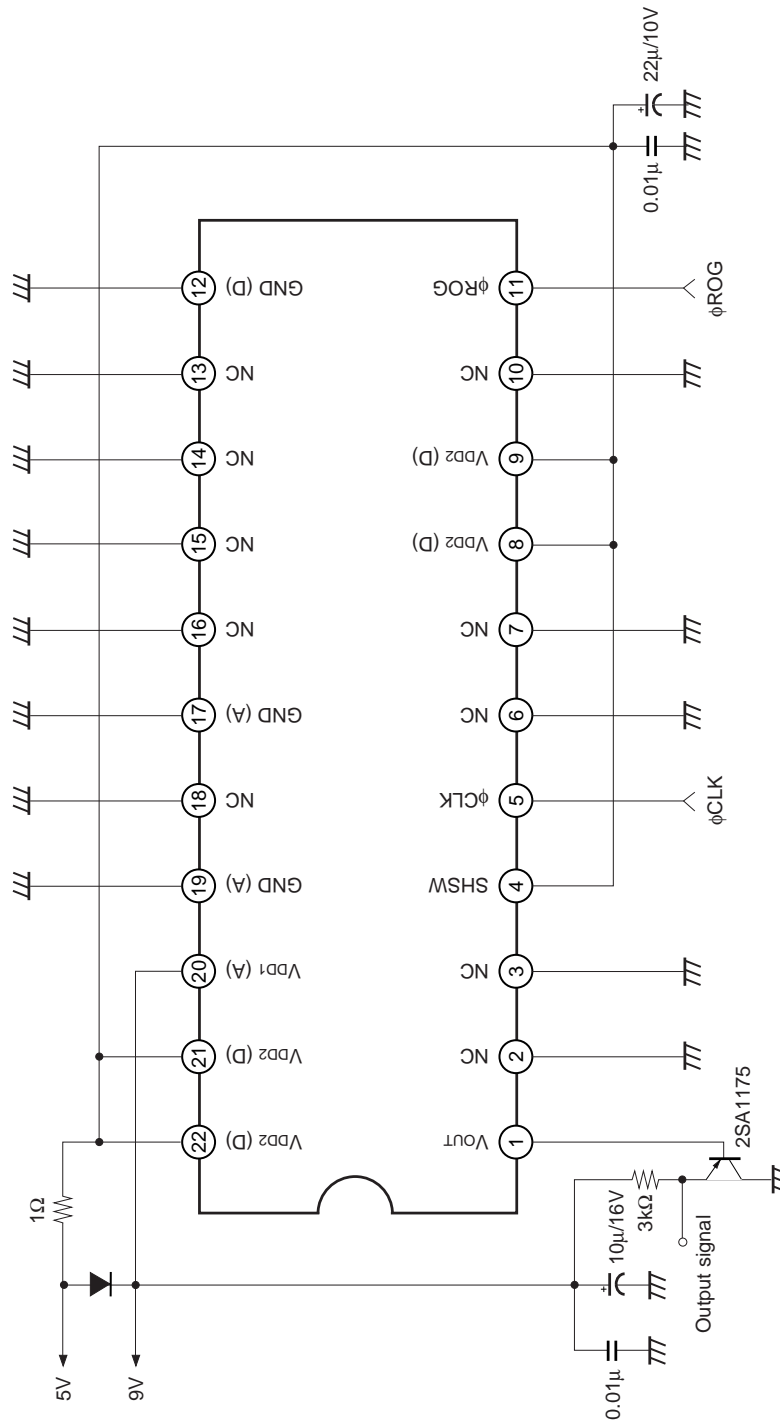 22μ/10V
0.01μ
12
GND (D)
φROG
11
φROG
13
NC
NC
10
14
NC
VDD2 (D)
9
15
NC
VDD2 (D)
8
16
NC
NC
7
17
GND (A)
NC
6
18
NC
φCLK
5
φCLK
19
GND (A)
SHSW
4
20
VDD1 (A)
NC
3
21
VDD2 (D)
NC
2
22
VDD2 (D)
VOUT
1
2SA1175
1Ω
3kΩ
10μ/16V
Output signal
5V
9V
0.01μ